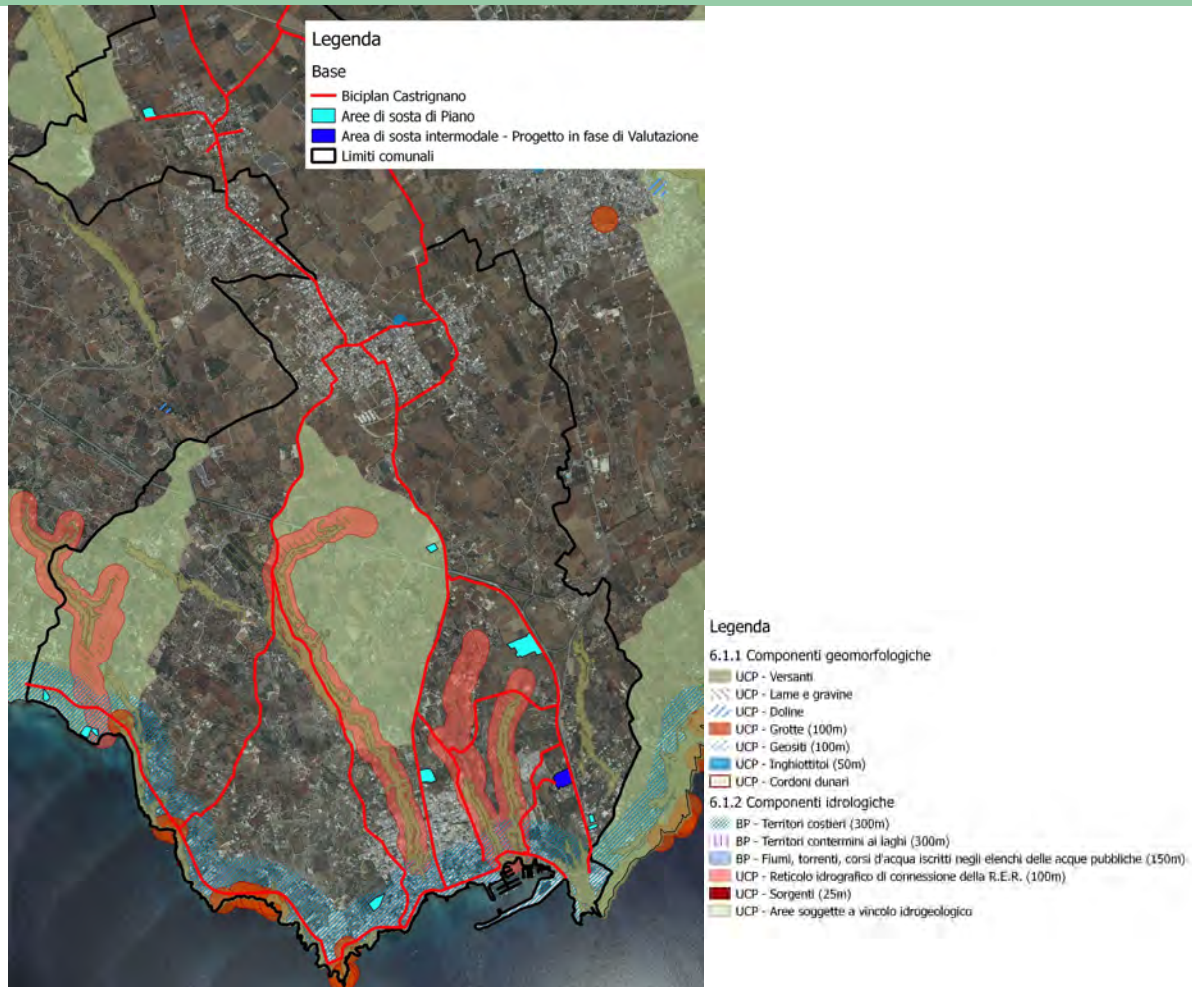 Legenda
Base
Biciplan Castrignano
Aree di sosta di Piano
Area di sosta intermodale - Progetto in fase di Valutazione
Limiti comunali
Legenda
6.1.1 Componenti geomorfologiche
UCP - Versanti
UCP - Lame e gravine
UCP - Doline
UCP - Grotte (100m)
UCP - Geositi (100m)
UCP - Inghiottitoi (50m)
UCP - Cordoni dunari
6.1.2 Componenti idrologiche
BP - Territori costieri (300m)
BP - Territori contermini ai laghi (300m)
BP - Fiumi, torrenti, corsi d'acqua iscritti negli elenchi delle acque pubbliche (150m)
UCP - Reticolo idrografico di connessione della R.E.R. (100m)
UCP - Sorgenti (25m)
UCP - Aree soggette a vincolo idrogeologico